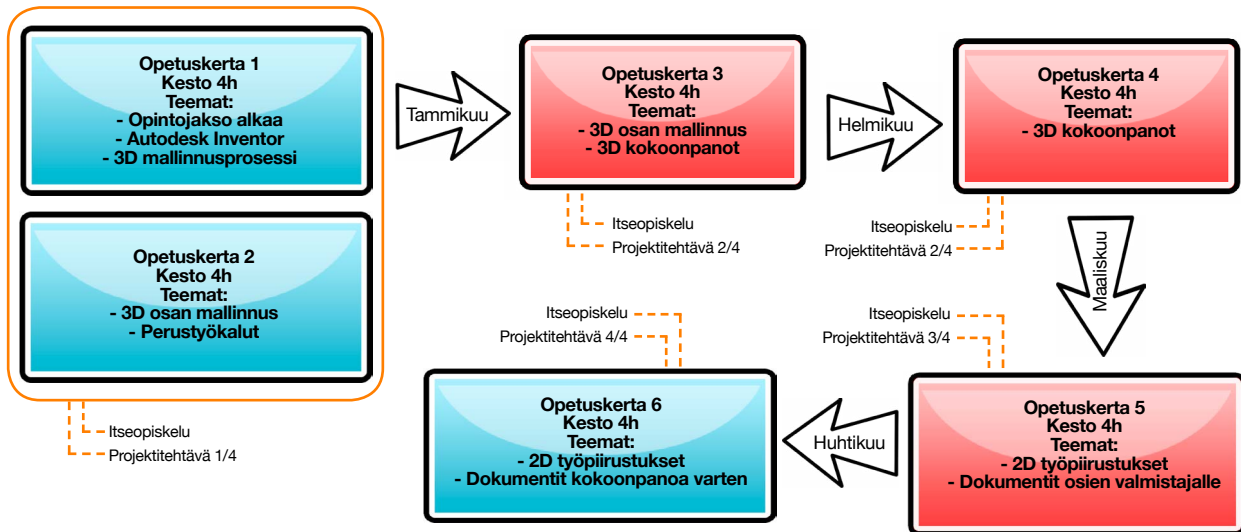 Opetuskerta 1
Kesto 4h
Teemat:
- Opintojakso alkaa
- Autodesk Inventor
- 3D mallinnusprosessi
Opetuskerta 2
Kesto 4h
Teemat:
- 3D osan mallinnus
- Perustyökalut
Itseopiskelu
Projektitehtävä 1/4
Tammikuu
Opetuskerta 3
Kesto 4h
Teemat:
- 3D osan mallinnus
- 3D kokoonpanot
Itseopiskelu
Projektitehtävä 2/4
Helmikuu
Opetuskerta 4
Kesto 4h
Teemat:
- 3D kokoonpanot
Itseopiskelu
Projektitehtävä 2/4
Maaliskuu
Itseopiskelu
Projektitehtävä 3/4
Opetuskerta 5
Kesto 4h
Teemat:
- 2D työpiirustukset
- Dokumentit osien valmistajalle
Huhtikuu
Itseopiskelu
Projektitehtävä 4/4
Opetuskerta 6
Kesto 4h
Teemat:
- 2D työpiirustukset
- Dokumentit kokoonpanoa varten